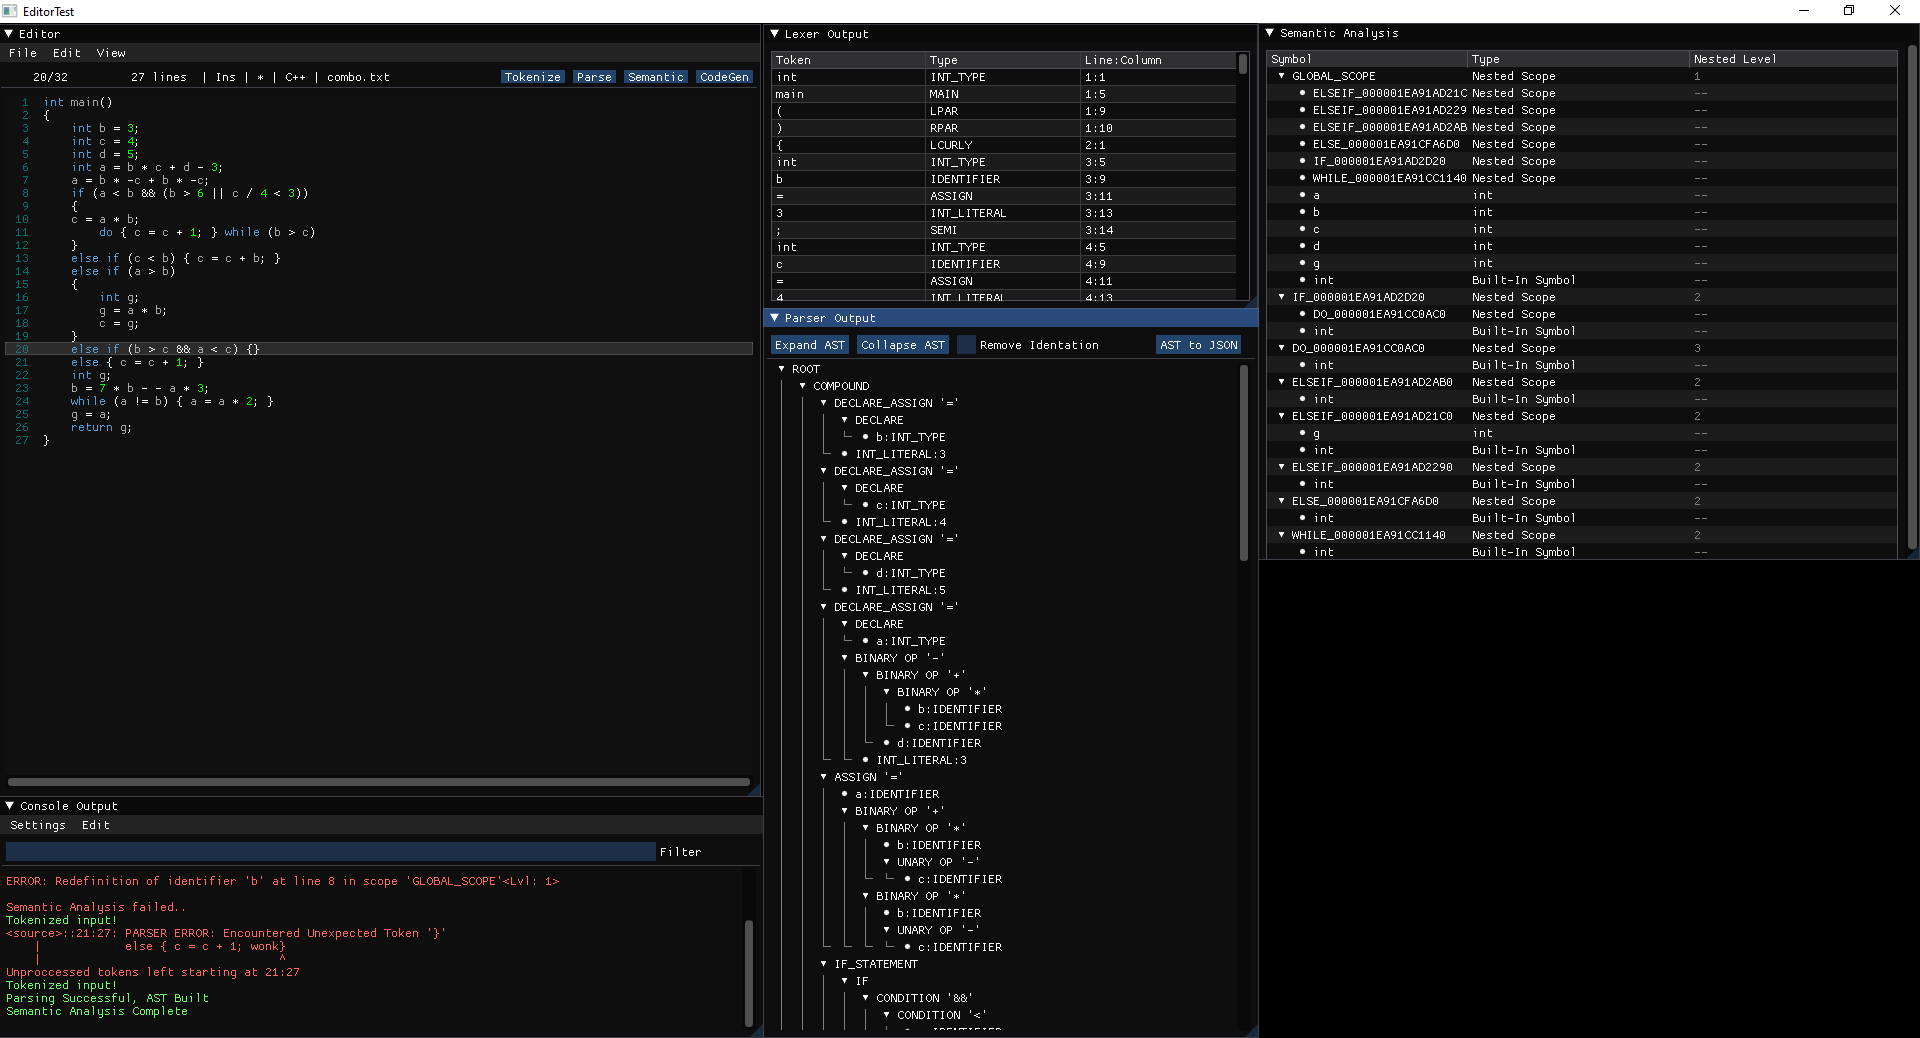 EditorTest
Editor
File Edit View
20/32 27 lines | Ins | * | C++ | combo.txt Tokenize Parse Semantic CodeGen
1 int main()
2 {
3 int b = 3;
4 int c = 4;
5 int d = 5;
6 int a = b * c + d - 3;
7 a = b * -c + b * -c;
8 if (a < b && (b > 6 || c / 4 < 3))
9 {
10 c = a * b;
11 do { c = c + 1; } while (b > c)
12 }
13 else if (c < b) { c = c + b; }
14 else if (a > b)
15 {
16 int g;
17 g = a * b;
18 c = g;
19 }
20 else if (b > c && a < c) {}
21 else { c = c + 1; }
22 int g;
23 b = 7 * b - - a * 3;
24 while (a != b) { a = a * 2; }
25 g = a;
26 return g;
27 }
Console Output
Settings Edit
Filter
ERROR: Redefinition of identifier 'b' at line 8 in scope 'GLOBAL_SCOPE'<Lvl: 1>
Semantic Analysis failed..
Tokenized input!
<source>::21:27: PARSER ERROR: Encountered Unexpected Token '}'
| else { c = c + 1; wonk}
| ^
Unproccessed tokens left starting at 21:27
Tokenized input!
Parsing Successful, AST Built
Semantic Analysis Complete
Lexer Output
Token Type Line:Column
int INT_TYPE 1:1
main MAIN 1:5
( LPAR 1:9
) RPAR 1:10
{ LCURLY 2:1
int INT_TYPE 3:5
b IDENTIFIER 3:9
= ASSIGN 3:11
3 INT_LITERAL 3:13
; SEMI 3:14
int INT_TYPE 4:5
c IDENTIFIER 4:9
= ASSIGN 4:11
4 INT_LITERAL 4:13
Parser Output
Expand AST Collapse AST Remove Identation AST to JSON
ROOT
COMPOUND
DECLARE_ASSIGN '='
DECLARE
b:INT_TYPE
INT_LITERAL:3
DECLARE_ASSIGN '='
DECLARE
c:INT_TYPE
INT_LITERAL:4
DECLARE_ASSIGN '='
DECLARE
d:INT_TYPE
INT_LITERAL:5
DECLARE_ASSIGN '='
DECLARE
a:INT_TYPE
BINARY OP '-'
BINARY OP '+'
BINARY OP '*'
b:IDENTIFIER
c:IDENTIFIER
d:IDENTIFIER
INT_LITERAL:3
ASSIGN '='
a:IDENTIFIER
BINARY OP '+'
BINARY OP '*'
b:IDENTIFIER
UNARY OP '-'
c:IDENTIFIER
BINARY OP '*'
b:IDENTIFIER
UNARY OP '-'
c:IDENTIFIER
IF_STATEMENT
IF
CONDITION '&&'
CONDITION '<'
Semantic Analysis
Symbol Type Nested Level
GLOBAL_SCOPE Nested Scope 1
ELSEIF_000001EA91AD21C Nested Scope --
ELSEIF_000001EA91AD229 Nested Scope --
ELSEIF_000001EA91AD2AB Nested Scope --
ELSE_000001EA91CFA6D0 Nested Scope --
IF_000001EA91AD2D20 Nested Scope --
WHILE_000001EA91CC1140 Nested Scope --
a int --
b int --
c int --
d int --
g int --
int Built-In Symbol --
IF_000001EA91AD2D20 Nested Scope 2
DO_000001EA91CC0AC0 Nested Scope --
int Built-In Symbol --
DO_000001EA91CC0AC0 Nested Scope 3
int Built-In Symbol --
ELSEIF_000001EA91AD2AB0 Nested Scope 2
int Built-In Symbol --
ELSEIF_000001EA91AD21C0 Nested Scope 2
g int --
int Built-In Symbol --
ELSEIF_000001EA91AD2290 Nested Scope 2
int Built-In Symbol --
ELSE_000001EA91CFA6D0 Nested Scope 2
int Built-In Symbol --
WHILE_000001EA91CC1140 Nested Scope 2
int Built-In Symbol --